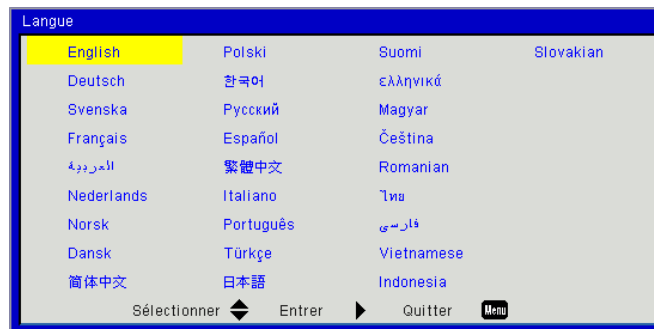 Langue
English Polski Suomi Slovakian
Deutsch 한국어 ελληνικά
Svenska Русский Magyar
Français Español Čeština
العربية 繁體中文 Romanian
Nederlands Italiano ไทย
Norsk Português فارسی
Dansk Türkçe Vietnamese
简体中文 日本語 Indonesia
Sélectionner Entrer Quitter Menu